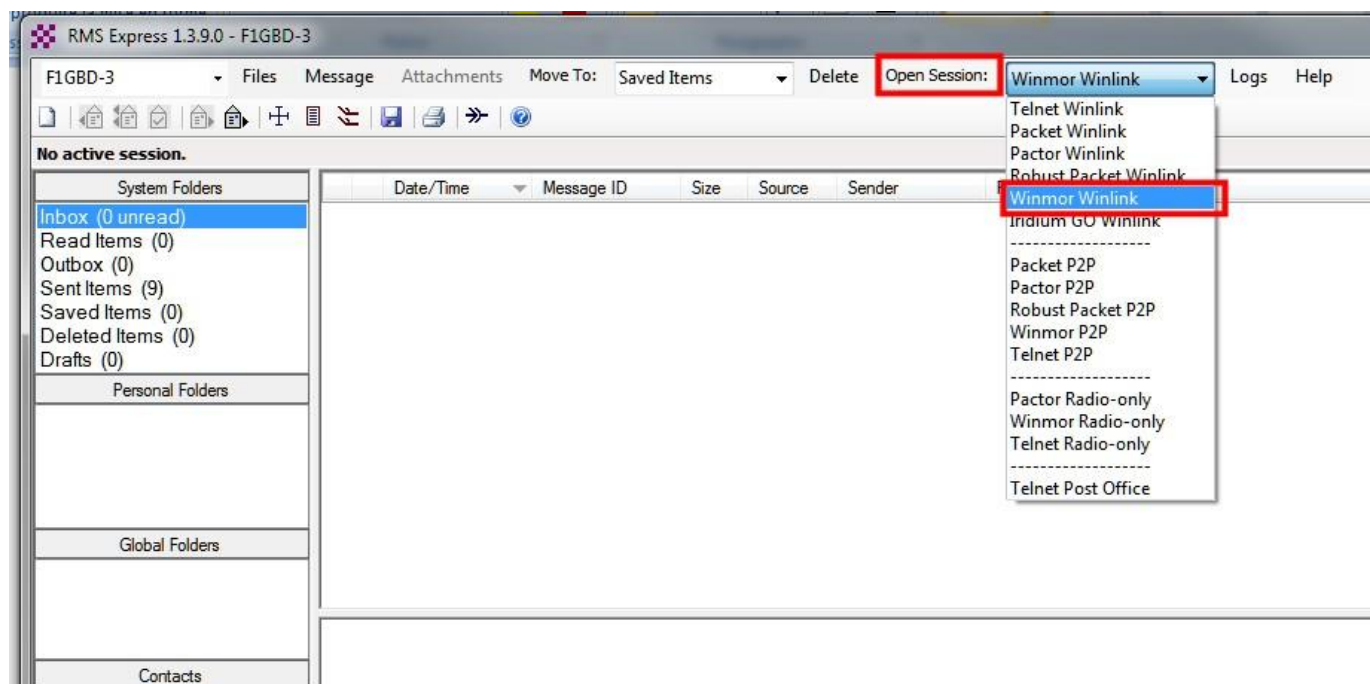 RMS Express 1.3.9.0 - F1GBD-3
F1GBD-3 Files Message Attachments Move To: Saved Items Delete Open Session: Winmor Winlink Logs Help
No active session.
System Folders
Date/Time Message ID Size Source Sender
Inbox (0 unread)
Read Items (0)
Outbox (0)
Sent Items (9)
Saved Items (0)
Deleted Items (0)
Drafts (0)
Personal Folders
Global Folders
Contacts
Telnet Winlink
Packet Winlink
Pactor Winlink
Robust Packet Winlink
Winmor Winlink
Iridium GO Winlink
-------------------
Packet P2P
Pactor P2P
Robust Packet P2P
Winmor P2P
Telnet P2P
-------------------
Pactor Radio-only
Winmor Radio-only
Telnet Radio-only
-------------------
Telnet Post Office